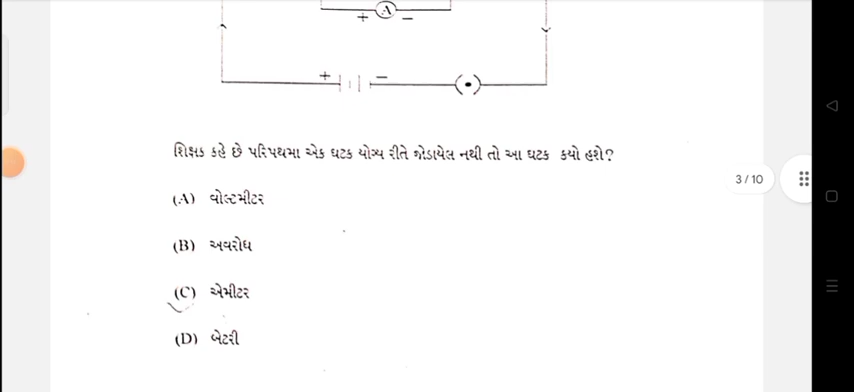 A
+ −
+ −
શિક્ષક કહે છે પરિપથમા એક ઘટક યોગ્ય રીતે જોડાયેલ નથી તો આ ઘટક કયો હશે?
3 / 10
(A) વોલ્ટમીટર
(B) અવરોધ
(C) એમીટર
(D) બેટરી